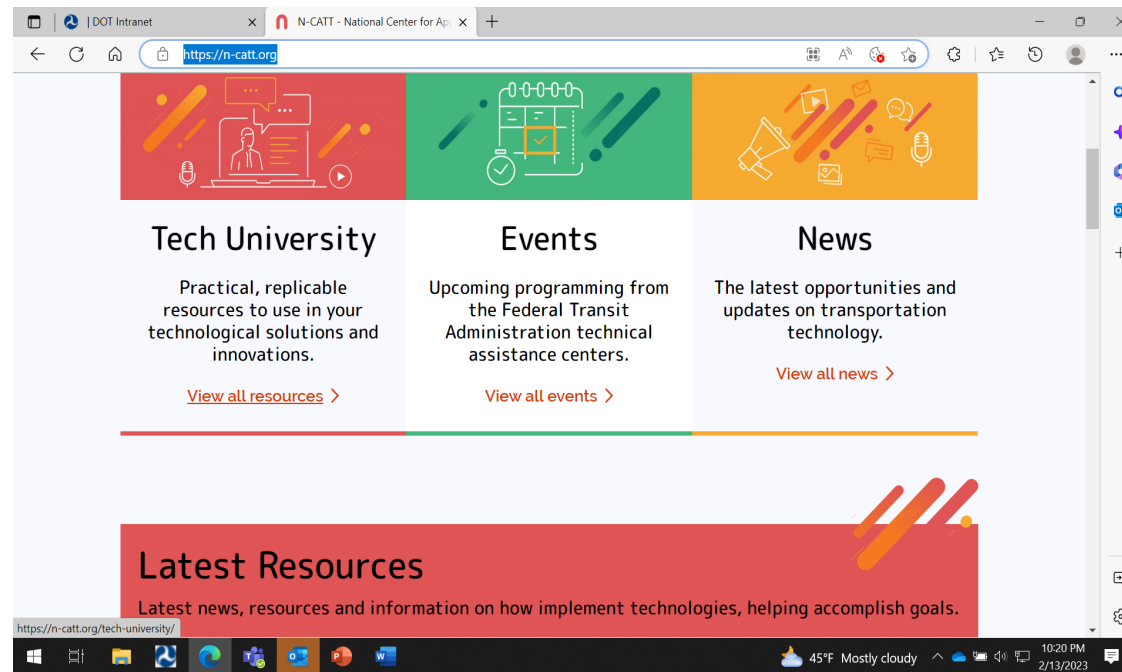 | DOT Intranet
N-CATT - National Center for Ap
https://n-catt.org
Tech University
Practical, replicable
resources to use in your
technological solutions and
innovations.
View all resources
Events
Upcoming programming from
the Federal Transit
Administration technical
assistance centers.
View all events
News
The latest opportunities and
updates on transportation
technology.
View all news
Latest Resources
Latest news, resources and information on how implement technologies, helping accomplish goals.
https://n-catt.org/tech-university/
45°F Mostly cloudy
10:20 PM
2/13/2023